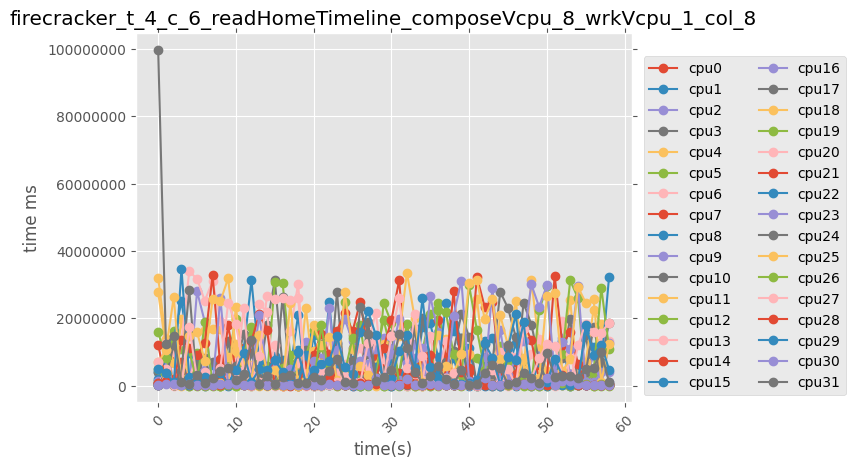 firecracker_t_4_c_6_readHomeTimeline_composeVcpu_8_wrkVcpu_1_col_8
time ms
100000000
80000000
60000000
40000000
20000000
0
0
10
20
30
40
50
60
time(s)
cpu0
cpu1
cpu2
cpu3
cpu4
cpu5
cpu6
cpu7
cpu8
cpu9
cpu10
cpu11
cpu12
cpu13
cpu14
cpu15
cpu16
cpu17
cpu18
cpu19
cpu20
cpu21
cpu22
cpu23
cpu24
cpu25
cpu26
cpu27
cpu28
cpu29
cpu30
cpu31